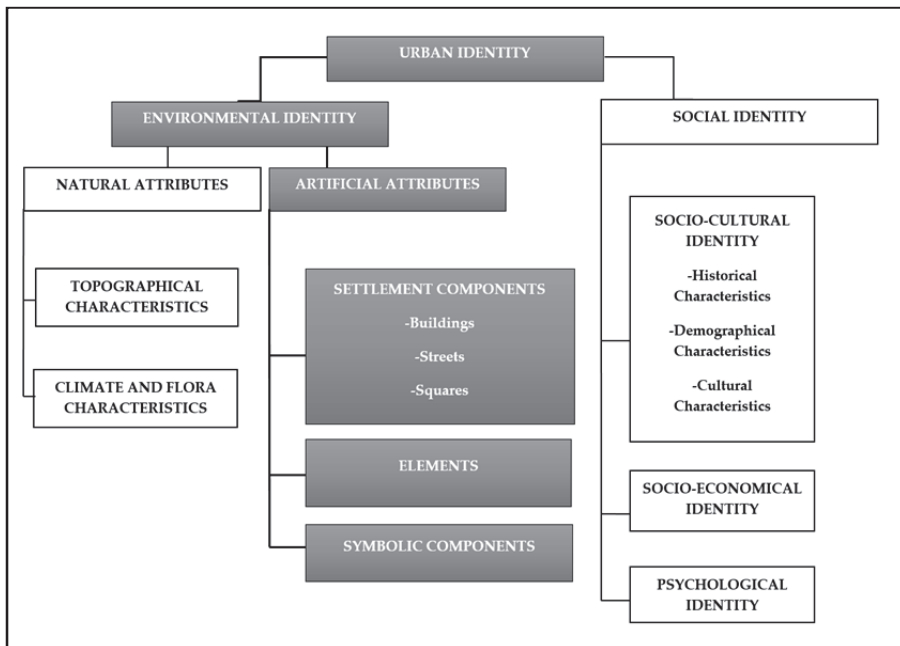 URBAN IDENTITY
ENVIRONMENTAL IDENTITY
SOCIAL IDENTITY
NATURAL ATTRIBUTES
ARTIFICIAL ATTRIBUTES
TOPOGRAPHICAL
CHARACTERISTICS
CLIMATE AND FLORA
CHARACTERISTICS
SETTLEMENT COMPONENTS
-Buildings
-Streets
-Squares
ELEMENTS
SYMBOLIC COMPONENTS
SOCIO-CULTURAL
IDENTITY
-Historical
Characteristics
-Demographical
Characteristics
-Cultural
Characteristics
SOCIO-ECONOMICAL
IDENTITY
PSYCHOLOGICAL
IDENTITY